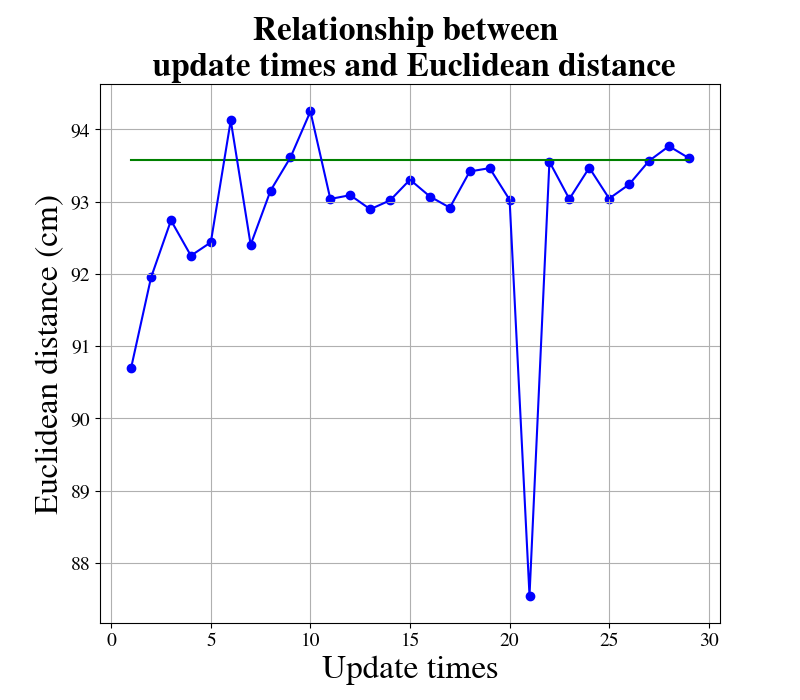 Relationship between
update times and Euclidean distance
94
93
92
91
90
89
88
Euclidean distance (cm)
0 5 10 15 20 25 30
Update times